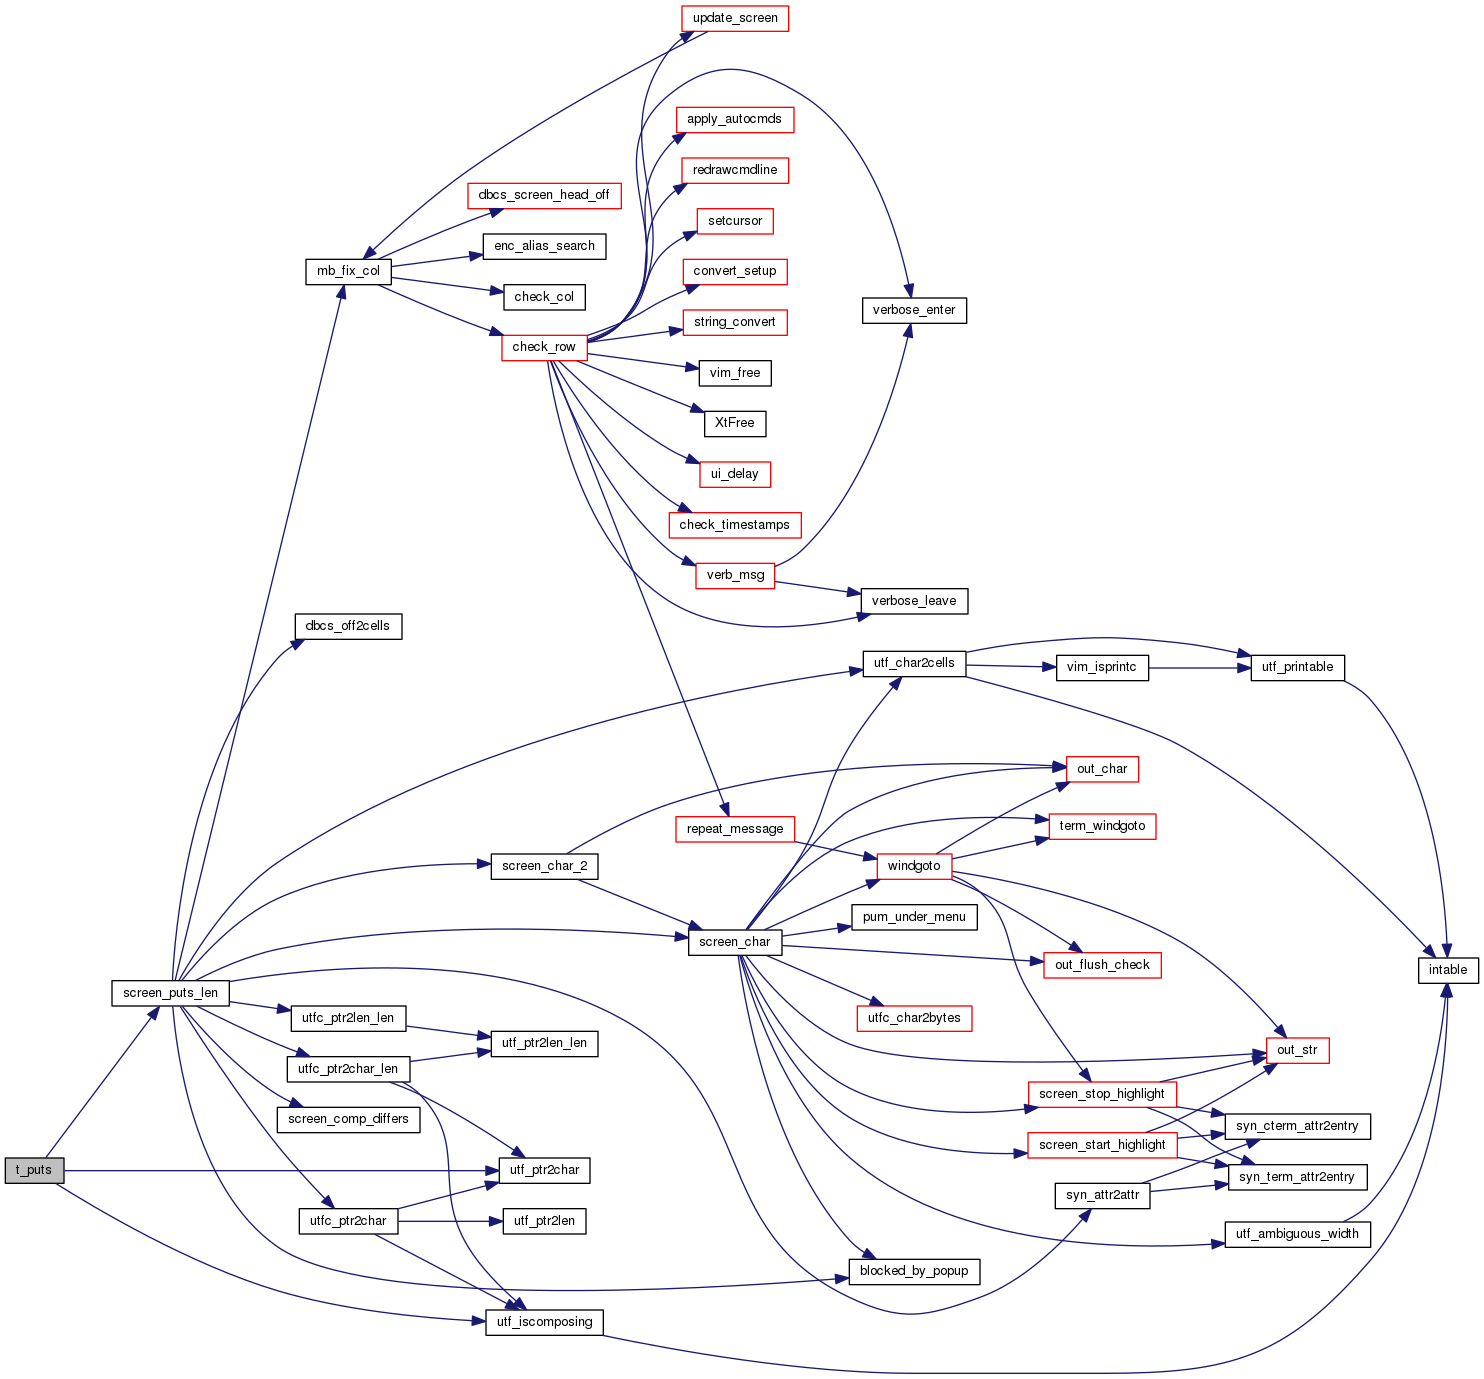 update_screen
apply_autocmds
redrawcmdline
dbcs_screen_head_off
setcursor
enc_alias_search
mb_fix_col
convert_setup
check_col
verbose_enter
string_convert
check_row
vim_free
XtFree
ui_delay
check_timestamps
verb_msg
verbose_leave
dbcs_off2cells
utf_char2cells
vim_isprintc
utf_printable
out_char
repeat_message
term_windgoto
screen_char_2
windgoto
pum_under_menu
screen_char
out_flush_check
intable
screen_puts_len
utfc_ptr2len_len
utfc_char2bytes
utf_ptr2len_len
out_str
utfc_ptr2char_len
screen_stop_highlight
screen_comp_differs
syn_cterm_attr2entry
screen_start_highlight
t_puts
utf_ptr2char
syn_term_attr2entry
syn_attr2attr
utfc_ptr2char
utf_ptr2len
utf_ambiguous_width
blocked_by_popup
utf_iscomposing